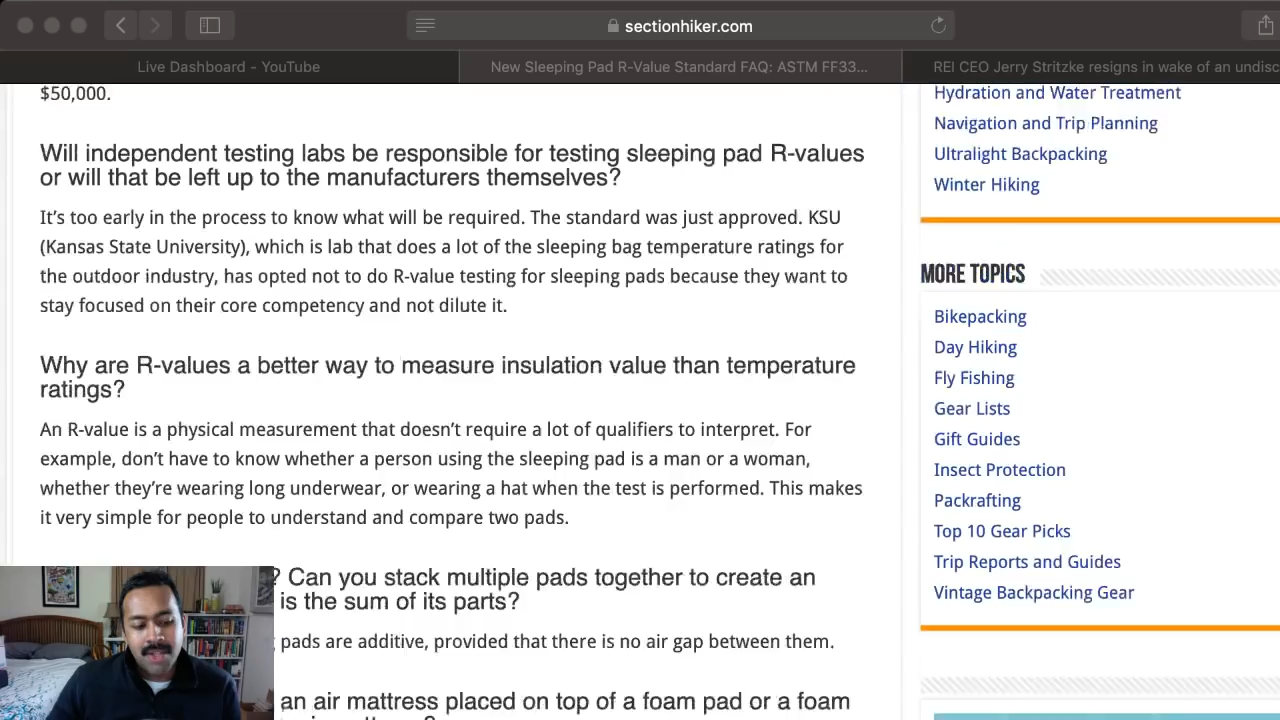 sectionhiker.com
Live Dashboard - YouTube
New Sleeping Pad R-Value Standard FAQ: ASTM FF33...
REI CEO Jerry Stritzke resigns in wake of an undisc
$50,000.
Will independent testing labs be responsible for testing sleeping pad R-values
or will that be left up to the manufacturers themselves?
It's too early in the process to know what will be required. The standard was just approved. KSU
(Kansas State University), which is lab that does a lot of the sleeping bag temperature ratings for
the outdoor industry, has opted not to do R-value testing for sleeping pads because they want to
stay focused on their core competency and not dilute it.
Why are R-values a better way to measure insulation value than temperature
ratings?
An R-value is a physical measurement that doesn't require a lot of qualifiers to interpret. For
example, don't have to know whether a person using the sleeping pad is a man or a woman,
whether they're wearing long underwear, or wearing a hat when the test is performed. This makes
it very simple for people to understand and compare two pads.
? Can you stack multiple pads together to create an
is the sum of its parts?
pads are additive, provided that there is no air gap between them.
an air mattress placed on top of a foam pad or a foam
Hydration and Water Treatment
Navigation and Trip Planning
Ultralight Backpacking
Winter Hiking
MORE TOPICS
Bikepacking
Day Hiking
Fly Fishing
Gear Lists
Gift Guides
Insect Protection
Packrafting
Top 10 Gear Picks
Trip Reports and Guides
Vintage Backpacking Gear